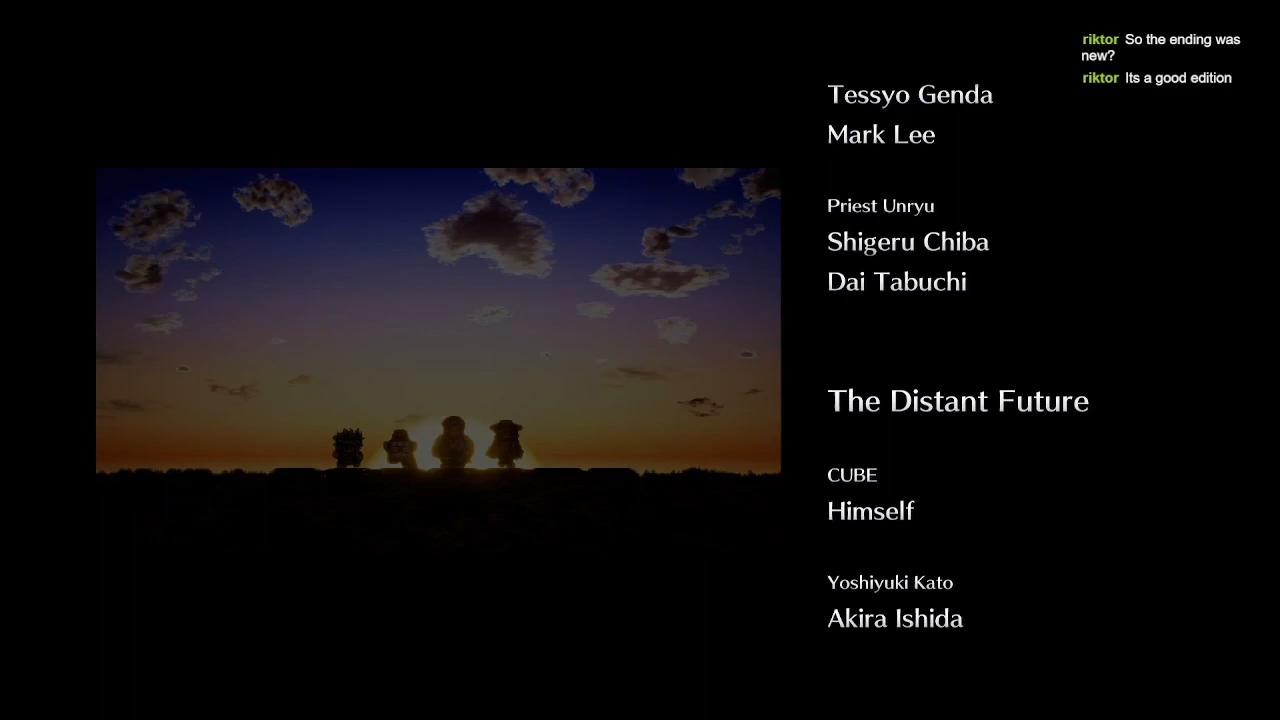 riktor So the ending was
new?
riktor Its a good edition
Tessyo Genda
Mark Lee
Priest Unryu
Shigeru Chiba
Dai Tabuchi
The Distant Future
CUBE
Himself
Yoshiyuki Kato
Akira Ishida